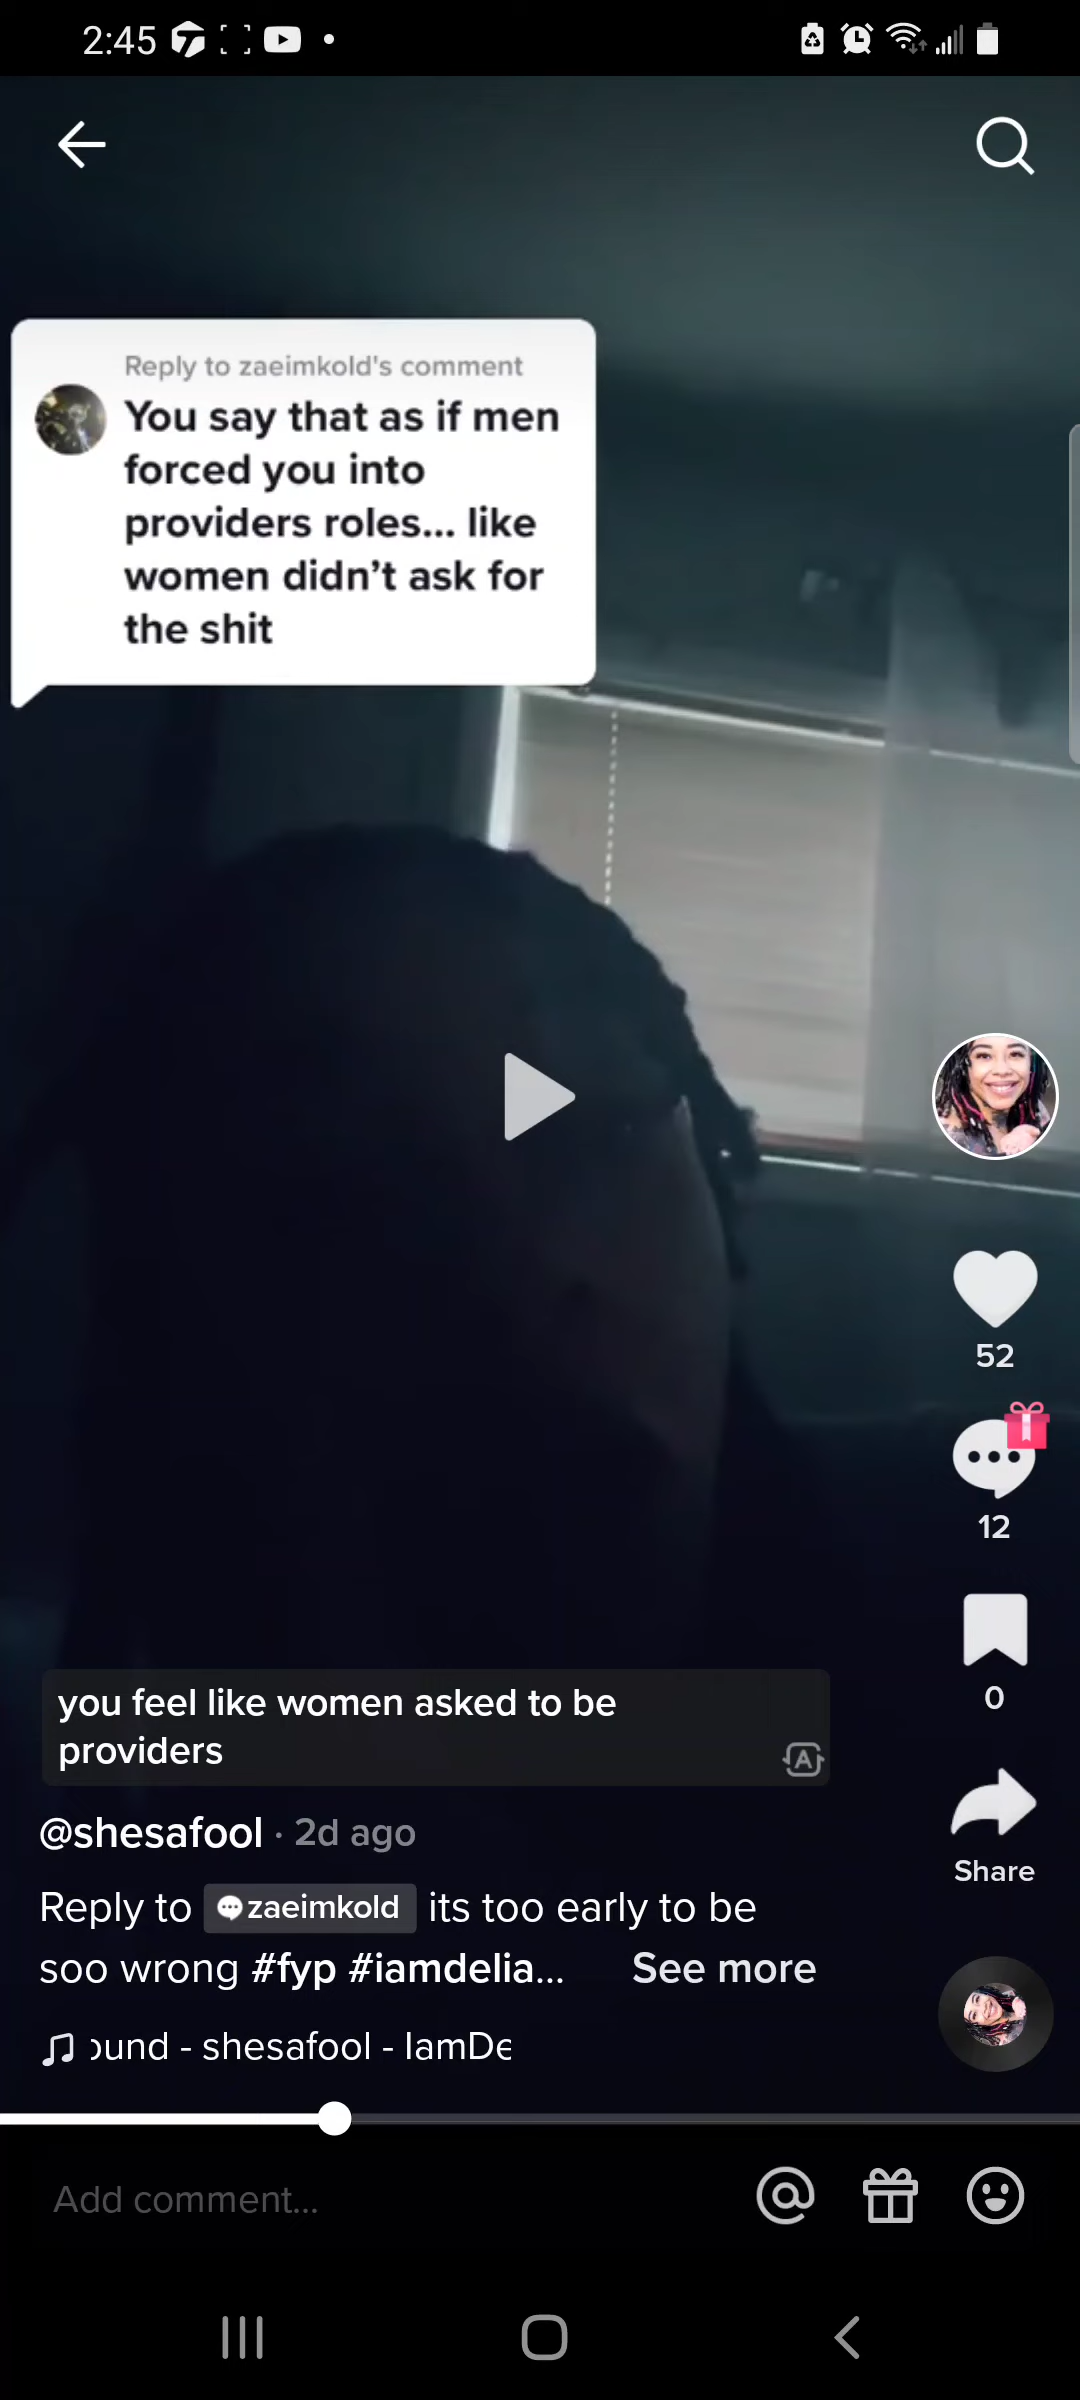 2:45
Reply to zaeimkold's comment
You say that as if men
forced you into
providers roles... like
women didn’t ask for
the shit
52
12
0
Share
you feel like women asked to be
providers
A
@shesafool · 2d ago
Reply to zaeimkold its too early to be
soo wrong #fyp #iamdelia... See more
ound - shesafool - IamDe
Add comment...